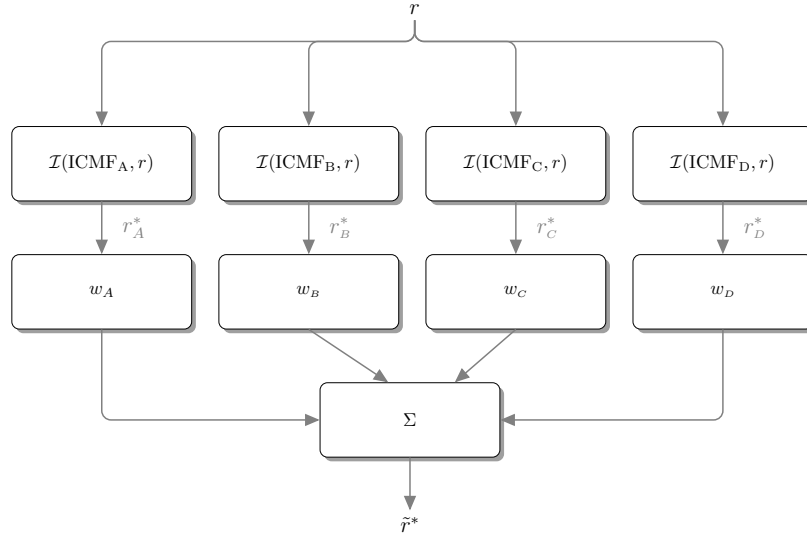 r
𝓘(ICMF_A, r) 𝓘(ICMF_B, r) 𝓘(ICMF_C, r) 𝓘(ICMF_D, r)
r*_A r*_B r*_C r*_D
w_A w_B w_C w_D
Σ
r̃*